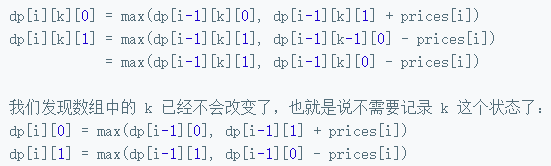 dp[i][k][0] = max(dp[i-1][k][0], dp[i-1][k][1] + prices[i])
dp[i][k][1] = max(dp[i-1][k][1], dp[i-1][k-1][0] - prices[i])
            = max(dp[i-1][k][1], dp[i-1][k][0] - prices[i])
我们发现数组中的 k 已经不会改变了，也就是说不需要记录 k 这个状态了：
dp[i][0] = max(dp[i-1][0], dp[i-1][1] + prices[i])
dp[i][1] = max(dp[i-1][1], dp[i-1][0] - prices[i])